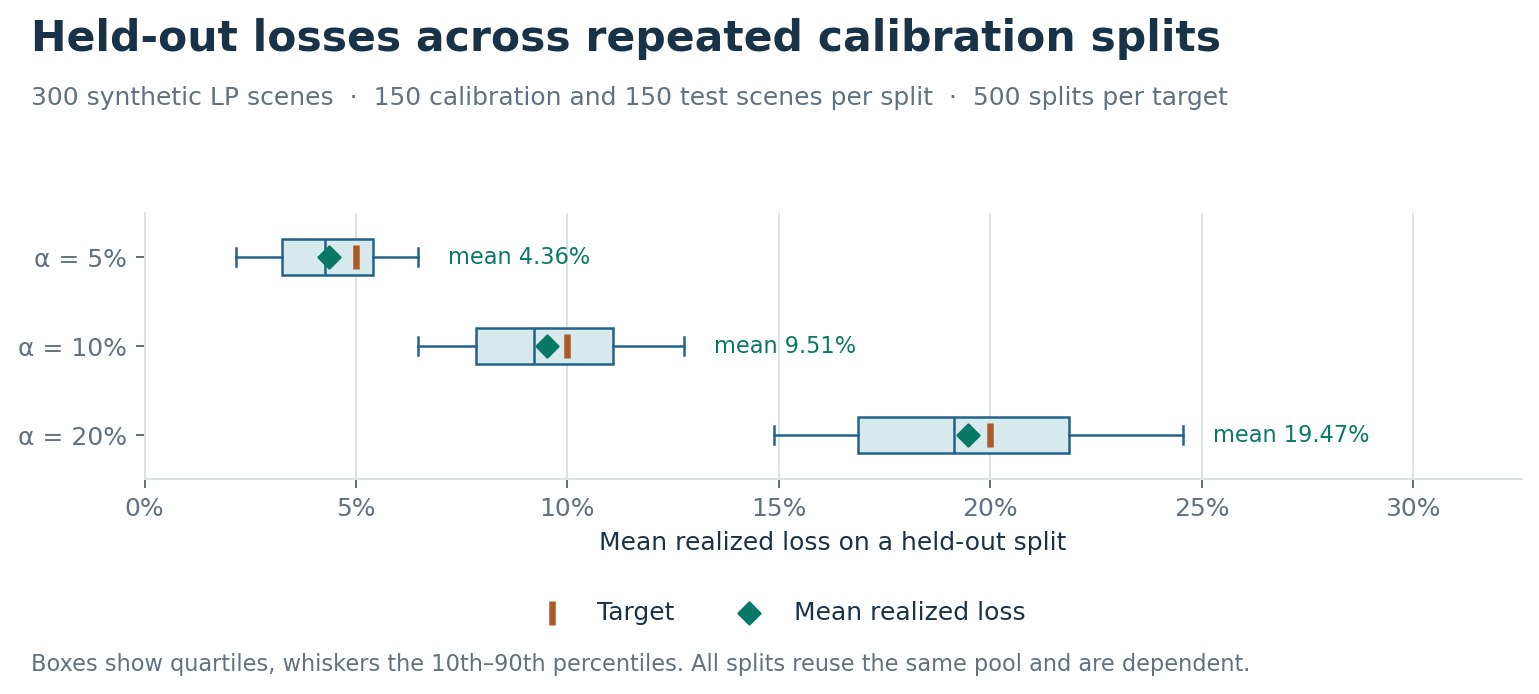 Held-out losses across repeated calibration splits
300 synthetic LP scenes · 150 calibration and 150 test scenes per split · 500 splits per target
α = 5%
mean 4.36%
α = 10%
mean 9.51%
α = 20%
mean 19.47%
0% 5% 10% 15% 20% 25% 30%
Mean realized loss on a held-out split
Target Mean realized loss
Boxes show quartiles, whiskers the 10th–90th percentiles. All splits reuse the same pool and are dependent.